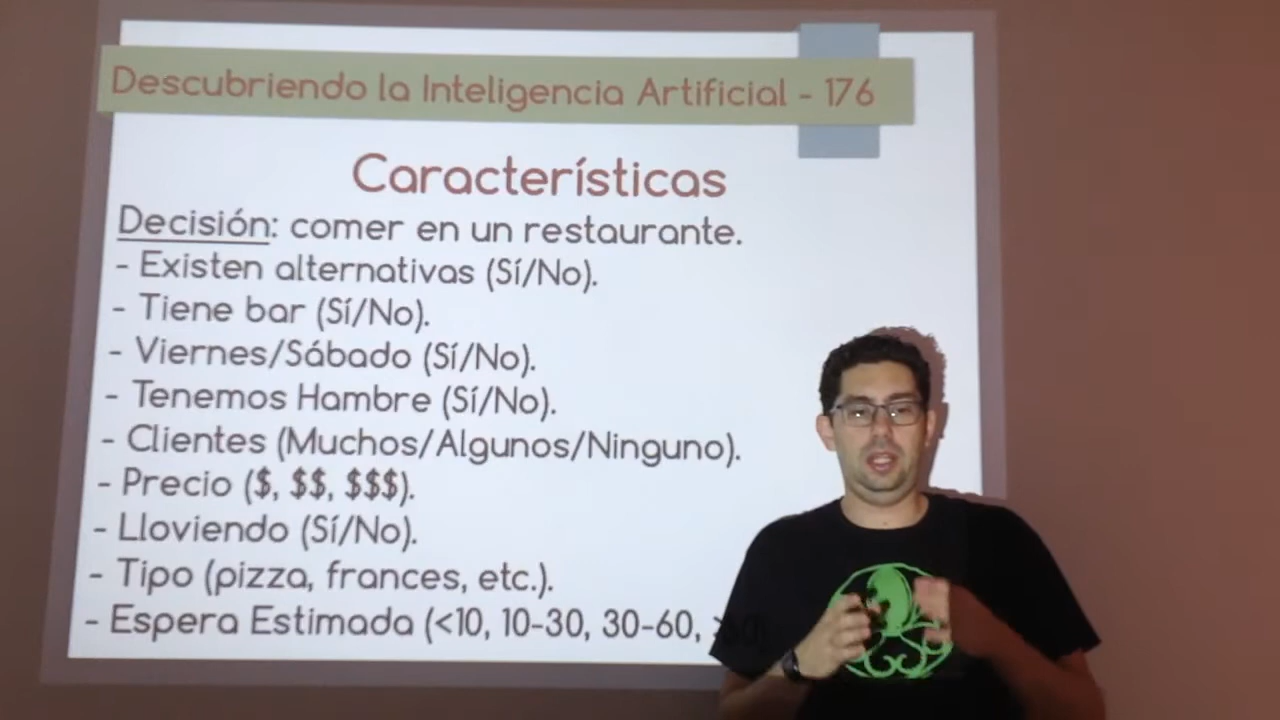 Descubriendo la Inteligencia Artificial - 176
Características
Decisión: comer en un restaurante.
- Existen alternativas (Sí/No).
- Tiene bar (Sí/No).
- Viernes/Sábado (Sí/No).
- Tenemos Hambre (Sí/No).
- Clientes (Muchos/Algunos/Ninguno).
- Precio ($, $$, $$$).
- Lloviendo (Sí/No).
- Tipo (pizza, frances, etc.).
- Espera Estimada (<10, 10-30, 30-60,